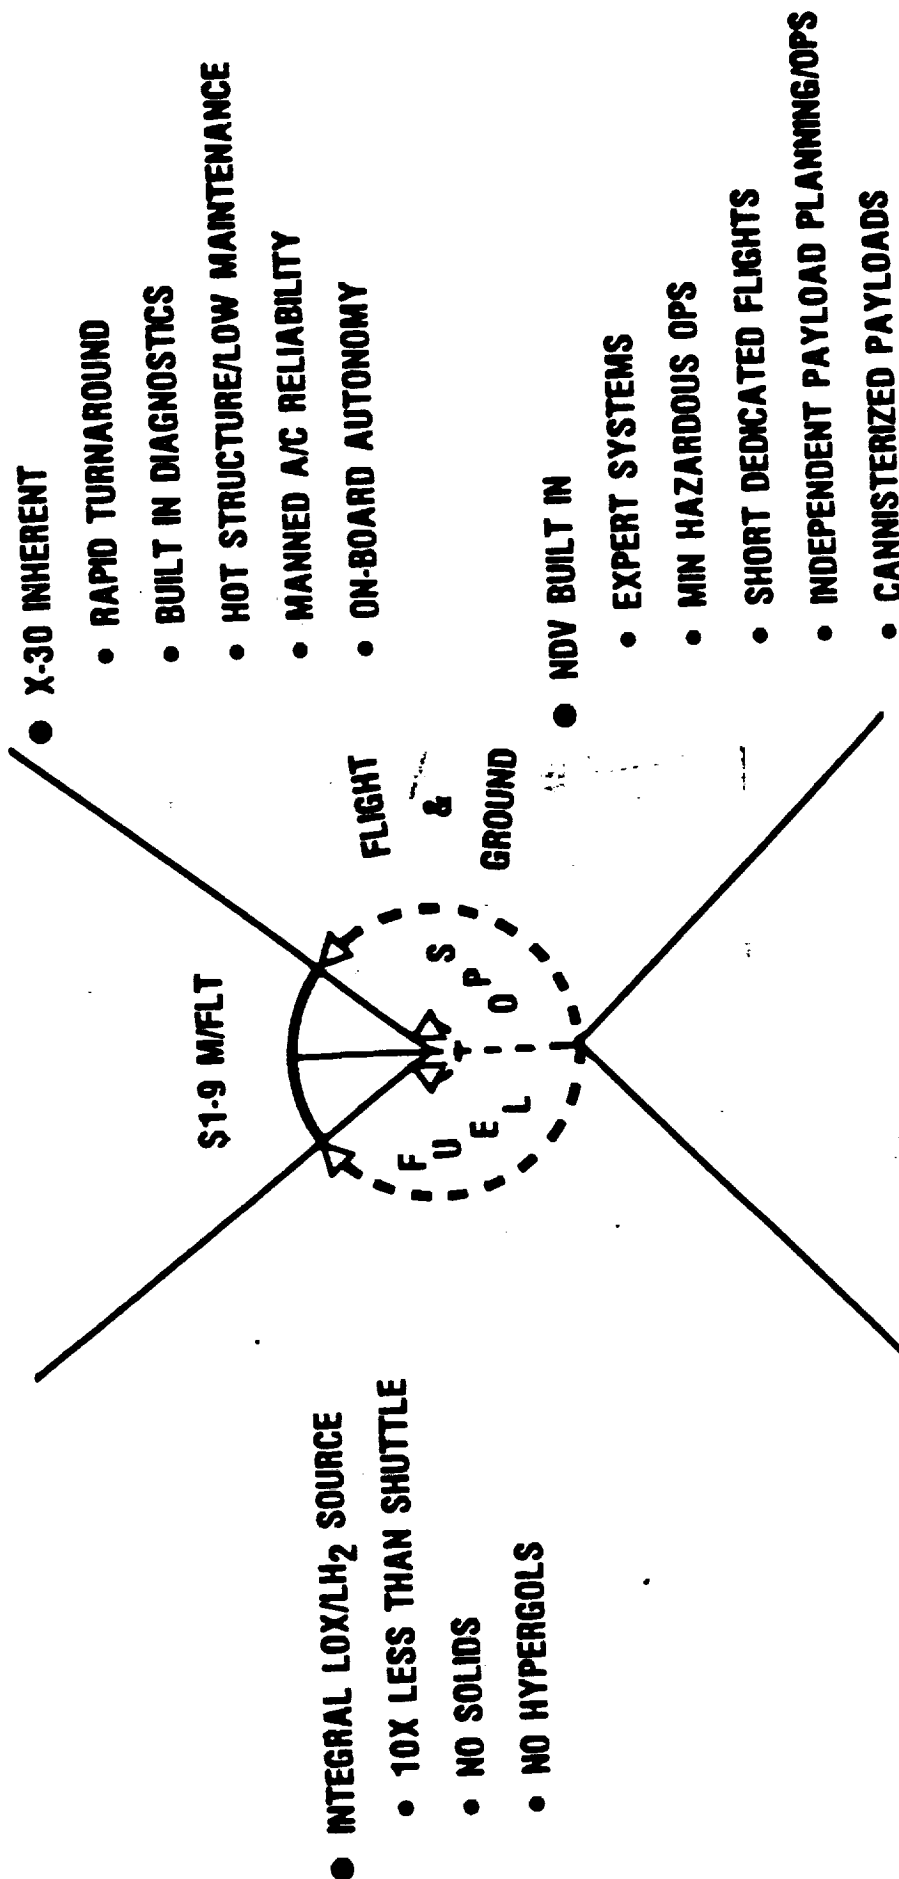 $1-9 M/FLT
● INTEGRAL LOX/LH₂ SOURCE
• 10X LESS THAN SHUTTLE
• NO SOLIDS
• NO HYPERGOLS
FUEL
OPS
FLIGHT
&
GROUND
● X-30 INHERENT
• RAPID TURNAROUND
• BUILT IN DIAGNOSTICS
• HOT STRUCTURE/LOW MAINTENANCE
• MANNED A/C RELIABILITY
• ON-BOARD AUTONOMY
● NDV BUILT IN
• EXPERT SYSTEMS
• MIN HAZARDOUS OPS
• SHORT DEDICATED FLIGHTS
• INDEPENDENT PAYLOAD PLANNING/OPS
• CANNISTERIZED PAYLOADS